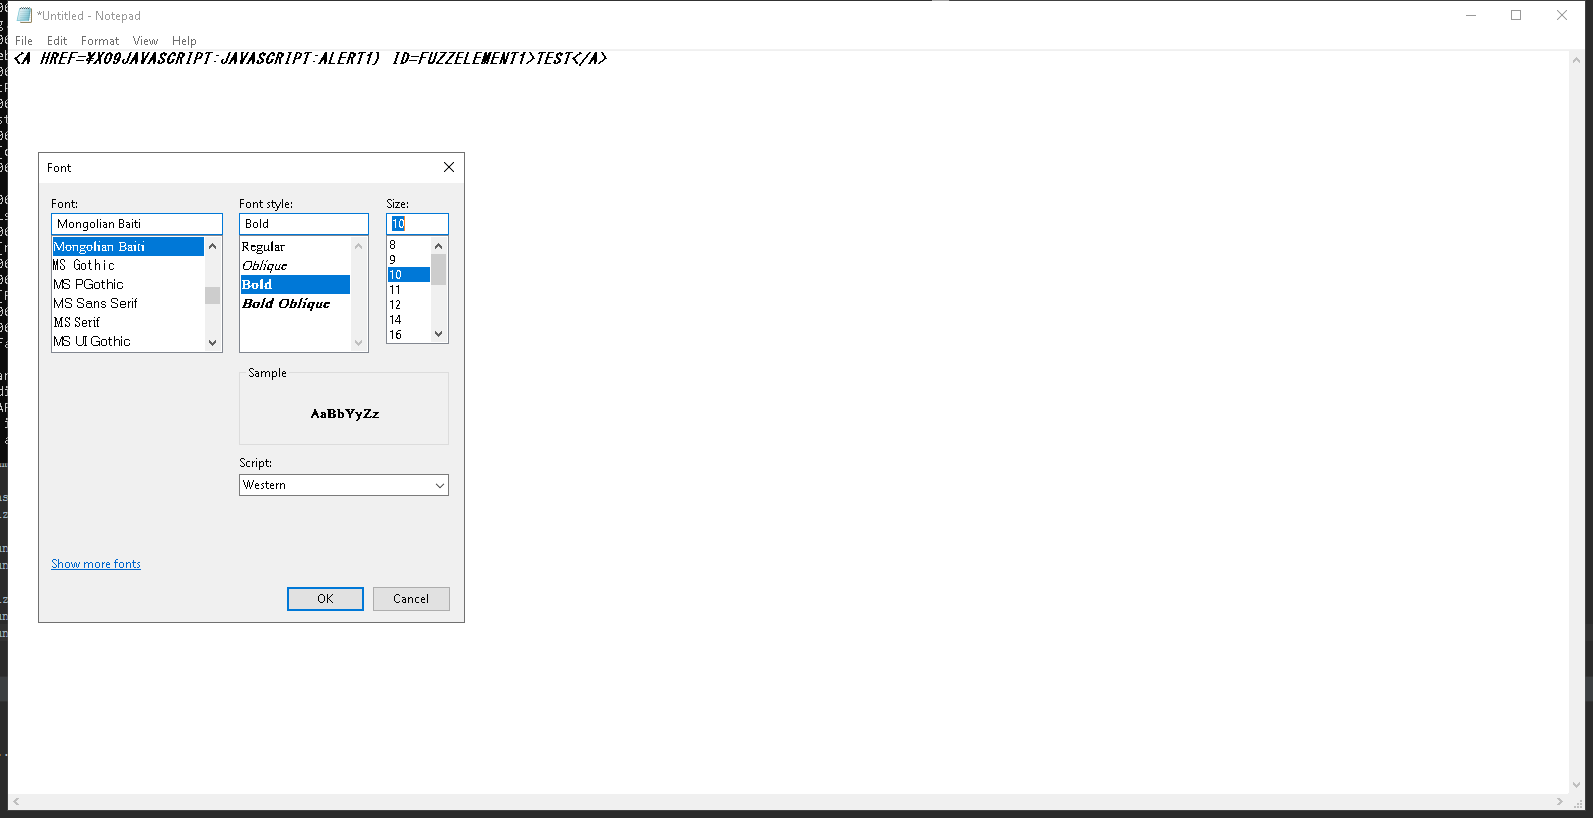 *Untitled - Notepad
File Edit Format View Help
<A HREF=¥X09JAVASCRIPT:JAVASCRIPT:ALERT1) ID=FUZZELEMENT1>TEST</A>
Font
Font: Font style: Size:
Mongolian Baiti Bold 10
Mongolian Baiti
MS Gothic
MS PGothic
MS Sans Serif
MS Serif
MS UI Gothic
Regular
Oblique
Bold
Bold Oblique
8
9
10
11
12
14
16
Sample
AaBbYyZz
Script:
Western
Show more fonts
OK Cancel